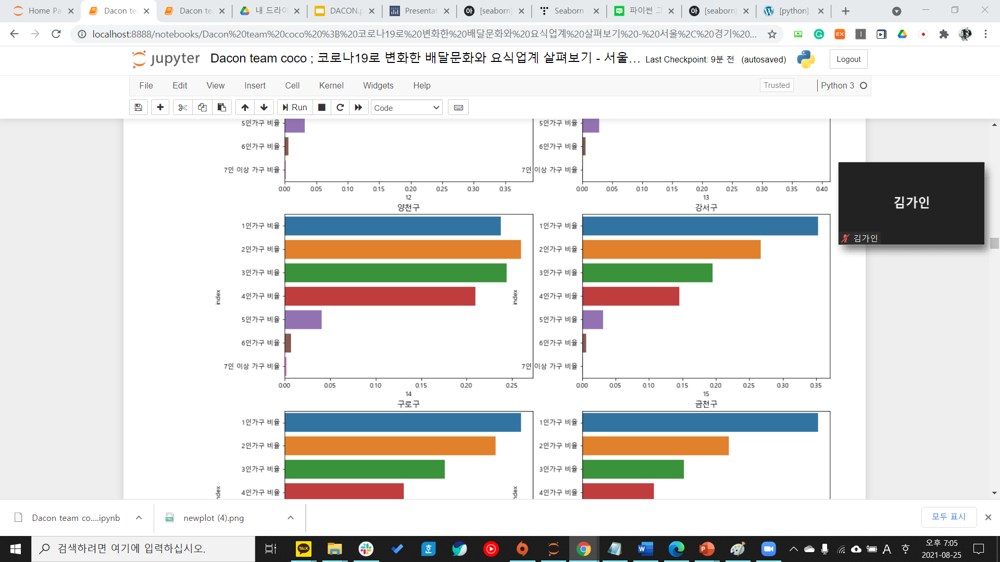 Home Pa
Dacon te
Dacon te
내 드라이
DACON.p
Presentat
[seaborn]
Seaborn
파이썬 그
[seaborn]
[python]
localhost:8888/notebooks/Dacon%20team%20coco%20%3B%20코로나19로%20변화한%20배달문화와%20요식업계%20살펴보기%20-%20서울%2C%20경기%20...
jupyter Dacon team coco ; 코로나19로 변화한 배달문화와 요식업계 살펴보기 - 서울... Last Checkpoint: 9분 전 (autosaved) Logout
File Edit View Insert Cell Kernel Widgets Help Trusted Python 3
Run Code
5인가구 비율
6인가구 비율
7인 이상 가구 비율
0.00 0.05 0.10 0.15 0.20 0.25 0.30 0.35
12
5인가구 비율
6인가구 비율
7인 이상 가구 비율
0.00 0.05 0.10 0.15 0.20 0.25 0.30 0.35 0.40
13
양천구
1인가구 비율
2인가구 비율
3인가구 비율
4인가구 비율
5인가구 비율
6인가구 비율
7인 이상 가구 비율
index
0.00 0.05 0.10 0.15 0.20 0.25
14
강서구
1인가구 비율
2인가구 비율
3인가구 비율
4인가구 비율
5인가구 비율
6인가구 비율
7인 이상 가구 비율
index
0.00 0.05 0.10 0.15 0.20 0.25 0.30 0.35
15
구로구
1인가구 비율
2인가구 비율
3인가구 비율
4인가구 비율
index
금천구
1인가구 비율
2인가구 비율
3인가구 비율
4인가구 비율
index
김가인
김가인
Dacon team co....ipynb
newplot (4).png
모두 표시
검색하려면 여기에 입력하십시오.
TALK
A
오후 7:05
2021-08-25